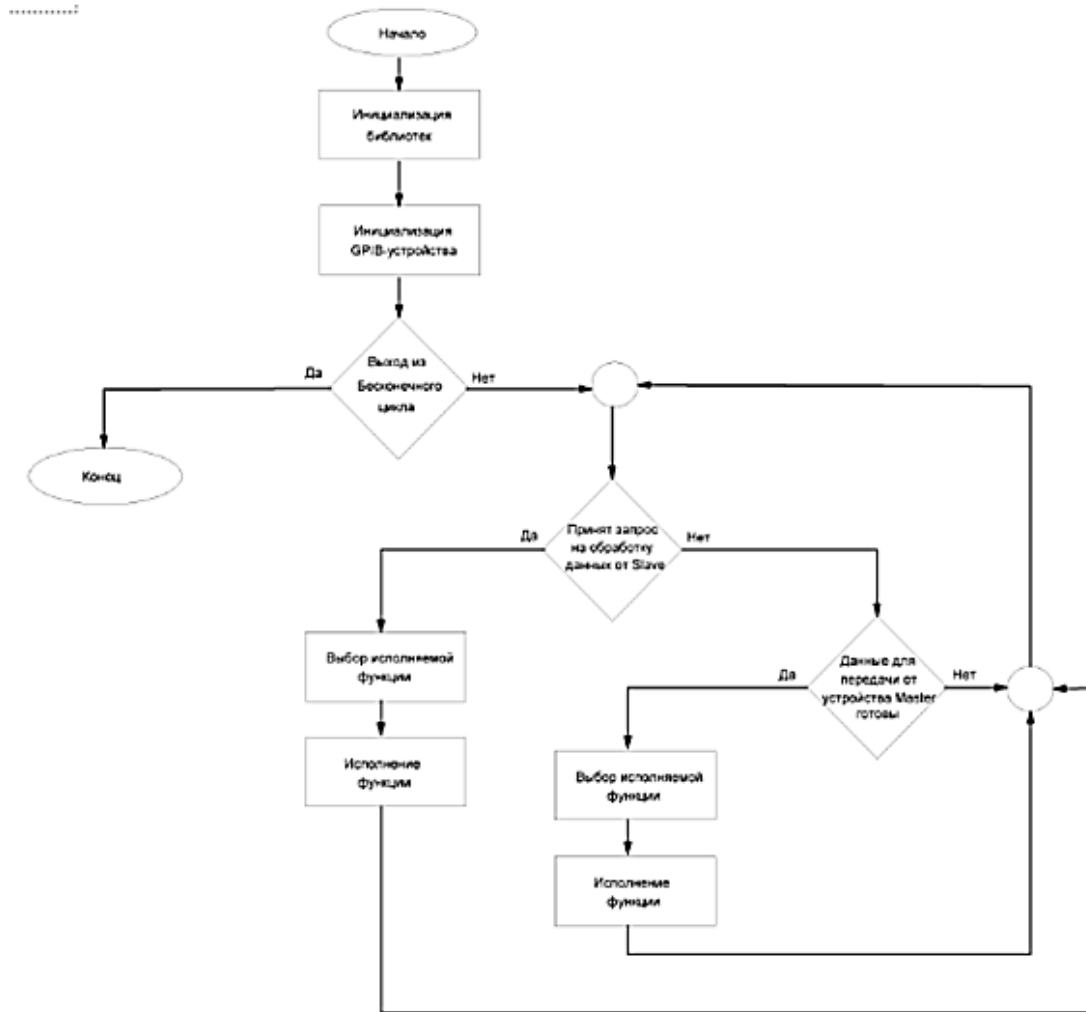 Начало
Инициализация
библиотек
Инициализация
GPIB-устройства
Выход из
Бесконечного
цикла
Да
Нет
Конец
Принят запрос
на обработку
данных от Slave
Да
Нет
Выбор исполняемой
функции
Исполнение
функции
Данные для
передачи от
устройства Master
готовы
Да
Нет
Выбор исполняемой
функции
Исполнение
функции